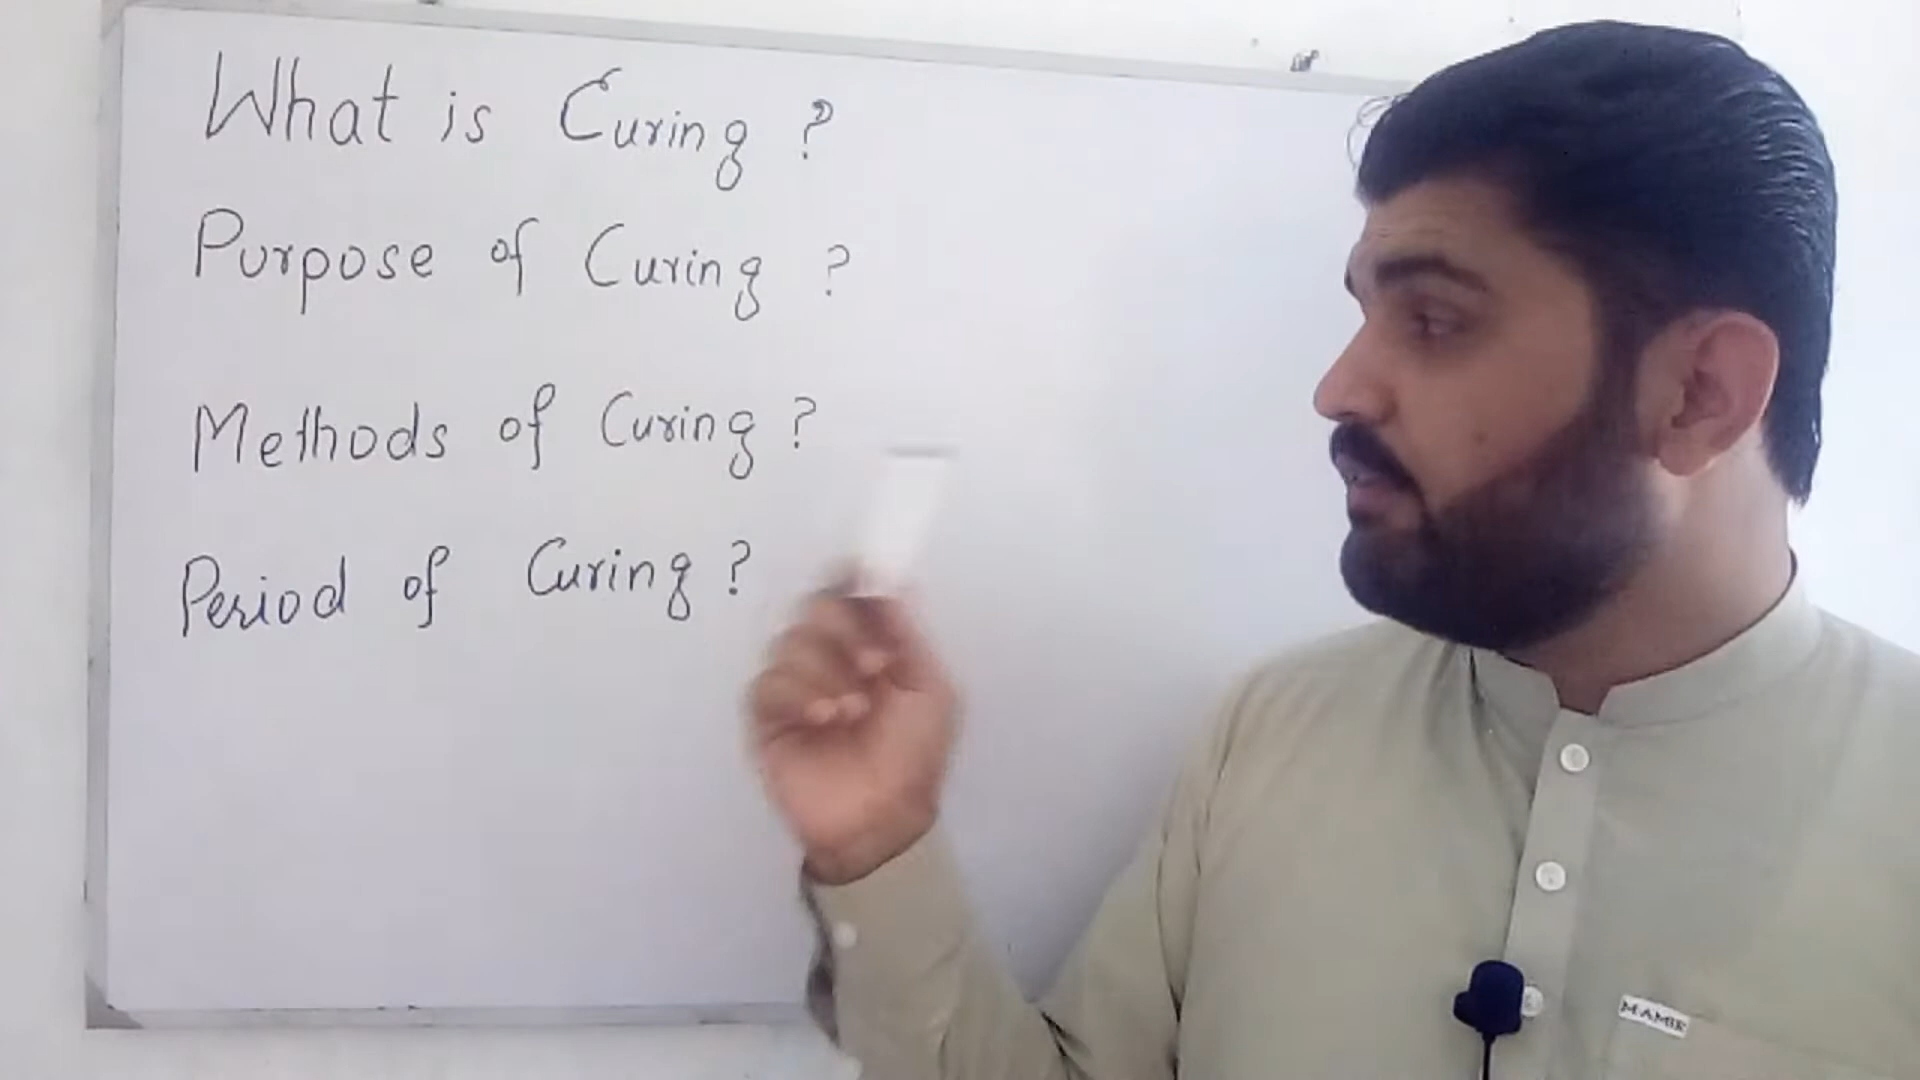 What is Curing ?
Purpose of Curing ?
Methods of Curing ?
Period of Curing ?